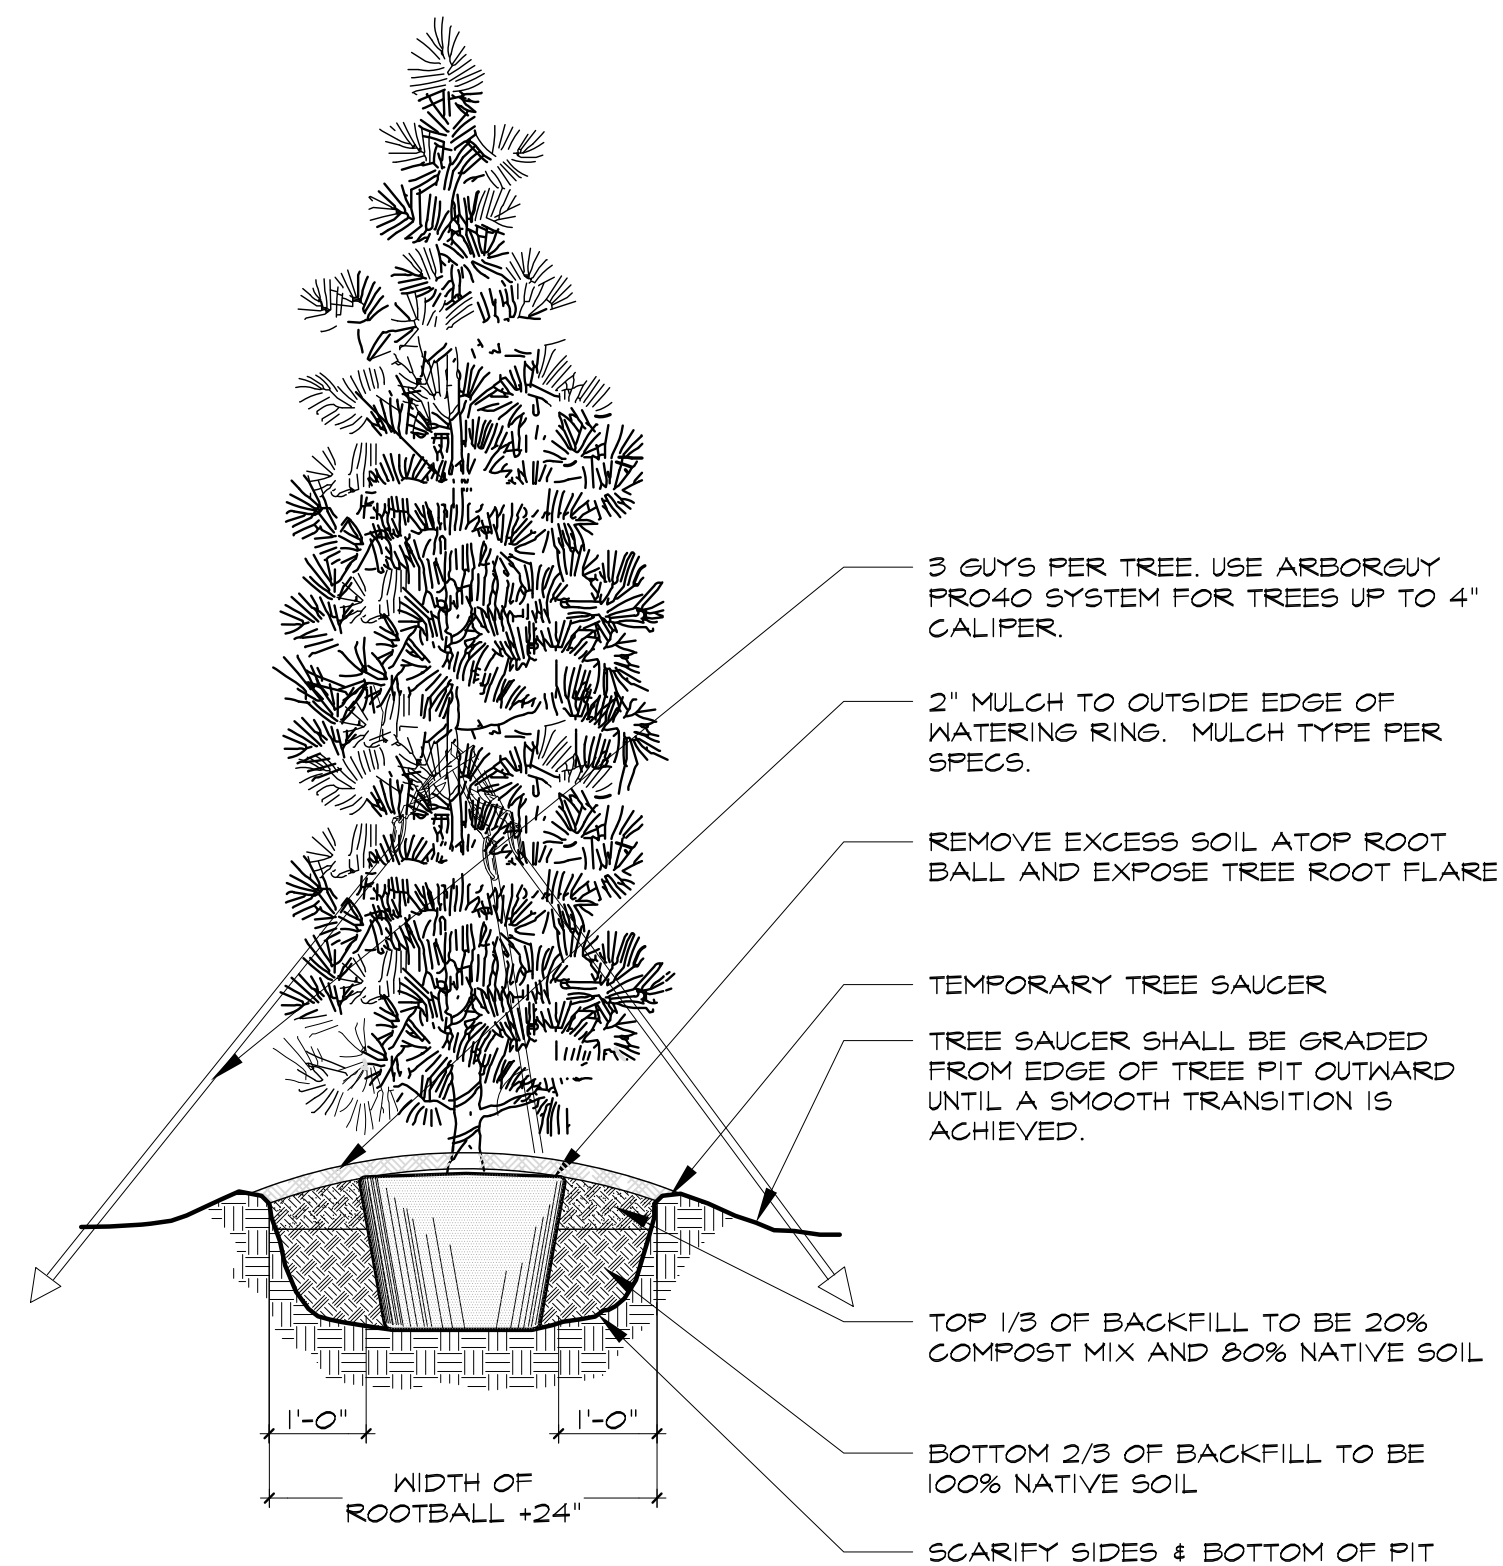 3 GUYS PER TREE. USE ARBORGUY
PRO40 SYSTEM FOR TREES UP TO 4"
CALIPER.
2" MULCH TO OUTSIDE EDGE OF
WATERING RING. MULCH TYPE PER
SPECS.
REMOVE EXCESS SOIL ATOP ROOT
BALL AND EXPOSE TREE ROOT FLARE
TEMPORARY TREE SAUCER
TREE SAUCER SHALL BE GRADED
FROM EDGE OF TREE PIT OUTWARD
UNTIL A SMOOTH TRANSITION IS
ACHIEVED.
TOP 1/3 OF BACKFILL TO BE 20%
COMPOST MIX AND 80% NATIVE SOIL
1'-0" 1'-0"
BOTTOM 2/3 OF BACKFILL TO BE
100% NATIVE SOIL
WIDTH OF
ROOTBALL +24"
SCARIFY SIDES & BOTTOM OF PIT